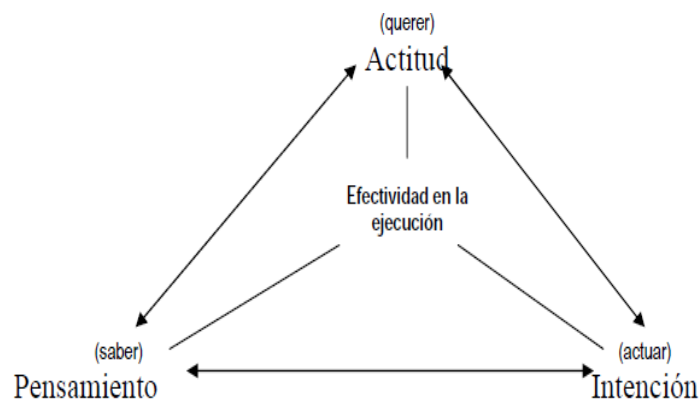 (querer)
Actitud
Efectividad en la
ejecución
(saber)
Pensamiento
(actuar)
Intención